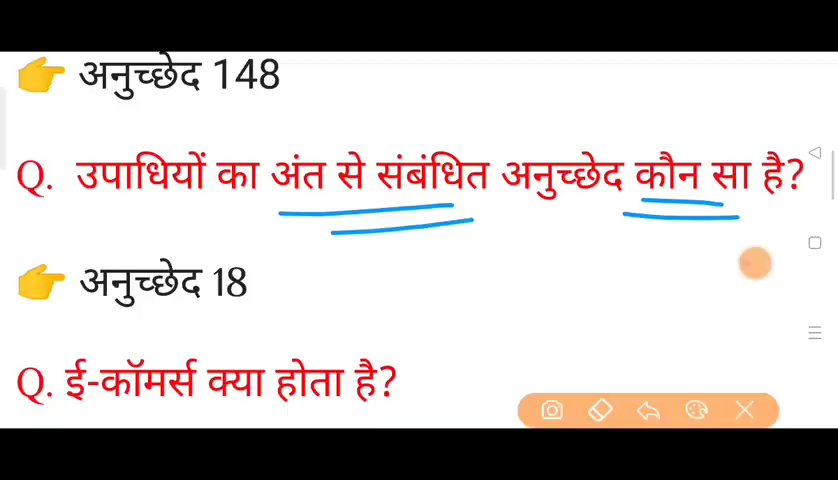 👉 अनुच्छेद 148
Q. उपाधियों का अंत से संबंधित अनुच्छेद कौन सा है?
👉 अनुच्छेद 18
Q. ई-कॉमर्स क्या होता है?